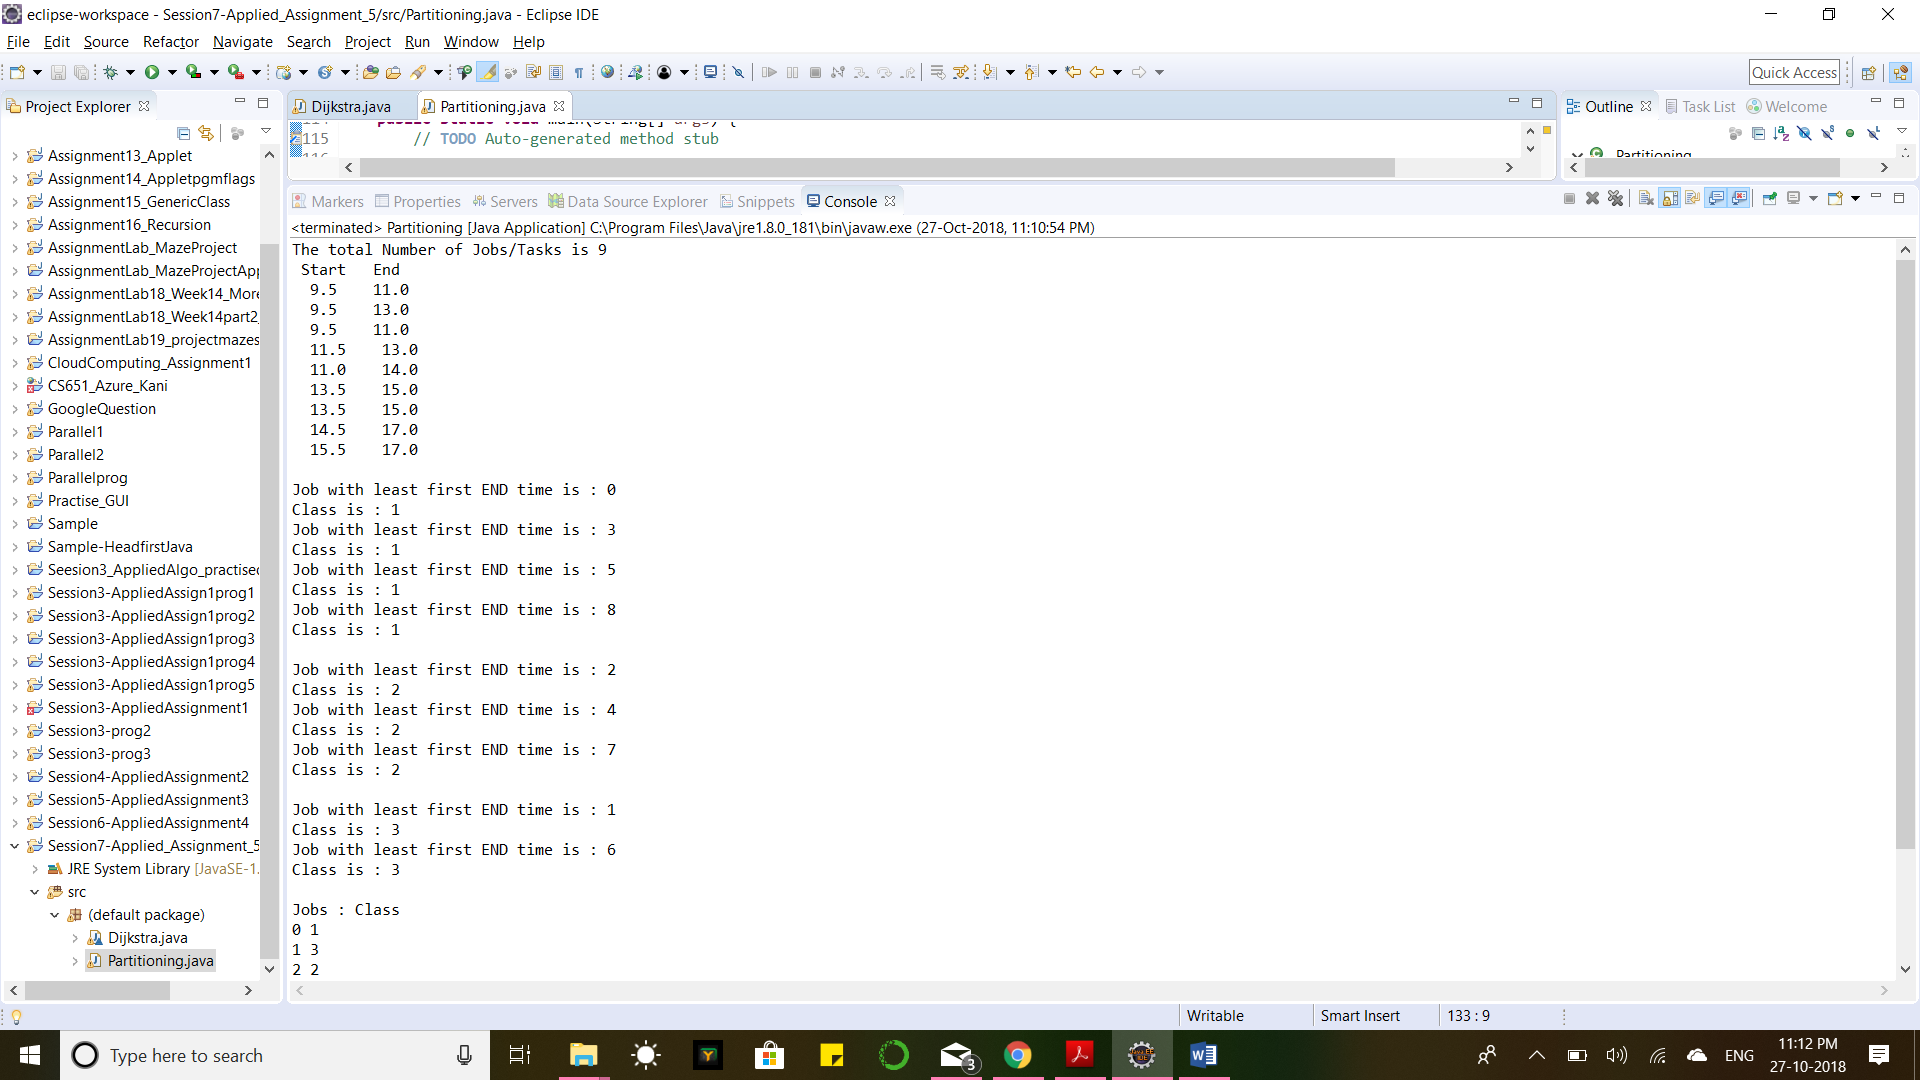 eclipse-workspace - Session7-Applied_Assignment_5/src/Partitioning.java - Eclipse IDE
File Edit Source Refactor Navigate Search Project Run Window Help
Quick Access
Project Explorer
Assignment13_Applet
Assignment14_Appletpgmflags
Assignment15_GenericClass
Assignment16_Recursion
AssignmentLab_MazeProject
AssignmentLab_MazeProjectApp
AssignmentLab18_Week14_More
AssignmentLab18_Week14part2_
AssignmentLab19_projectmazes
CloudComputing_Assignment1
CS651_Azure_Kani
GoogleQuestion
Parallel1
Parallel2
Parallelprog
Practise_GUI
Sample
Sample-HeadfirstJava
Seesion3_AppliedAlgo_practised
Session3-AppliedAssign1prog1
Session3-AppliedAssign1prog2
Session3-AppliedAssign1prog3
Session3-AppliedAssign1prog4
Session3-AppliedAssign1prog5
Session3-AppliedAssignment1
Session3-prog2
Session3-prog3
Session4-AppliedAssignment2
Session5-AppliedAssignment3
Session6-AppliedAssignment4
Session7-Applied_Assignment_5
JRE System Library [JavaSE-1.
src
(default package)
Dijkstra.java
Partitioning.java
Dijkstra.java Partitioning.java
public static void main(String[] args) {
115 // TODO Auto-generated method stub
116
Outline Task List Welcome
Partitioning
Markers Properties Servers Data Source Explorer Snippets Console
<terminated> Partitioning [Java Application] C:\Program Files\Java\jre1.8.0_181\bin\javaw.exe (27-Oct-2018, 11:10:54 PM)
The total Number of Jobs/Tasks is 9
Start End
9.5 11.0
9.5 13.0
9.5 11.0
11.5 13.0
11.0 14.0
13.5 15.0
13.5 15.0
14.5 17.0
15.5 17.0
Job with least first END time is : 0
Class is : 1
Job with least first END time is : 3
Class is : 1
Job with least first END time is : 5
Class is : 1
Job with least first END time is : 8
Class is : 1
Job with least first END time is : 2
Class is : 2
Job with least first END time is : 4
Class is : 2
Job with least first END time is : 7
Class is : 2
Job with least first END time is : 1
Class is : 3
Job with least first END time is : 6
Class is : 3
Jobs : Class
0 1
1 3
2 2
Writable Smart Insert 133 : 9
Type here to search
3
ENG
11:12 PM
27-10-2018